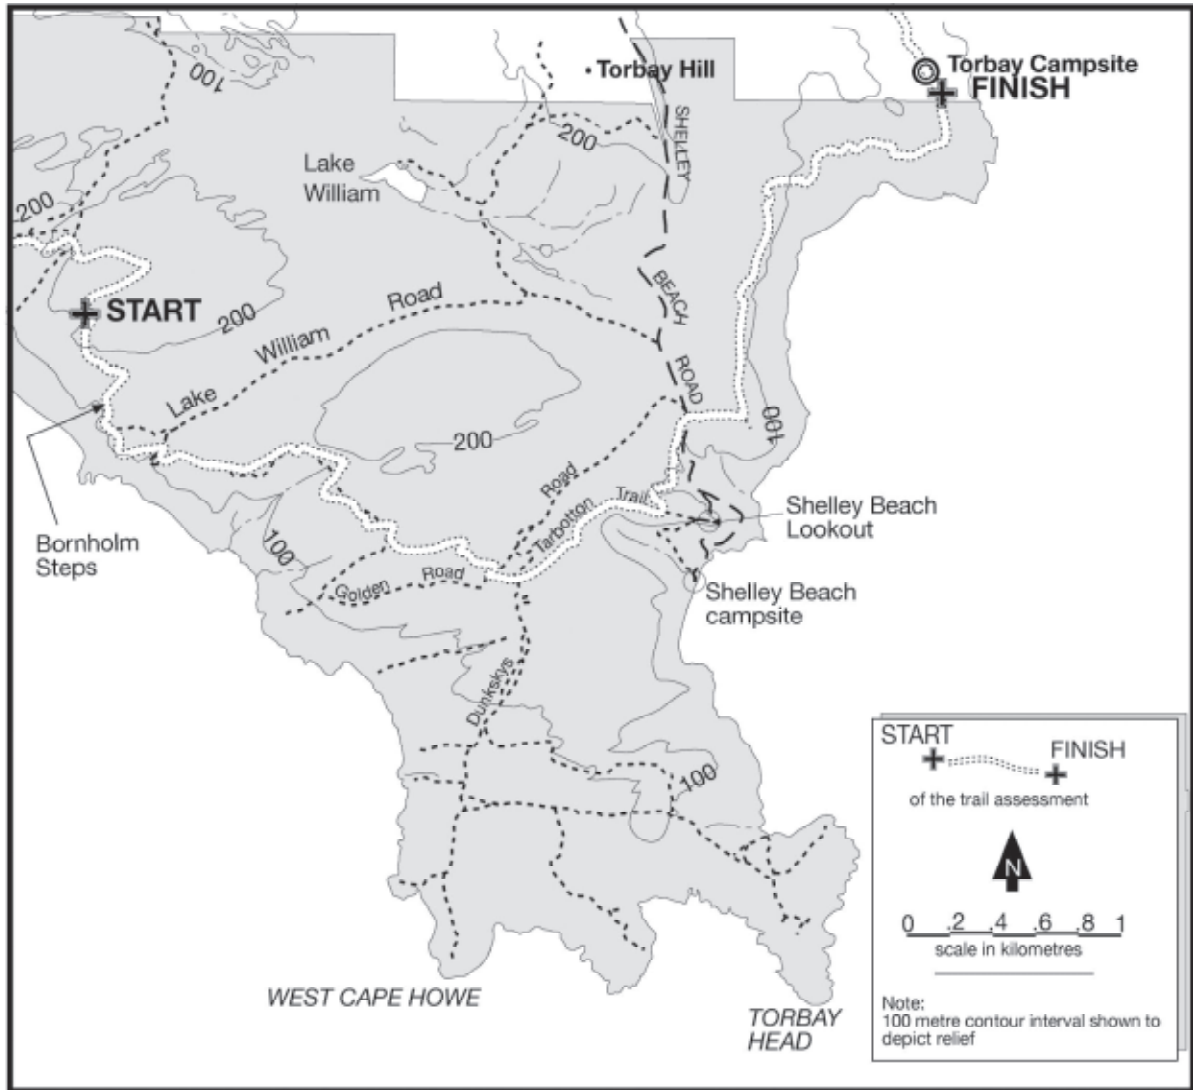 100
• Torbay Hill
Torbay Campsite
FINISH
SHELLEY
200
Lake
William
200
START
200
Lake William Road
BEACH
ROAD
200
100
Road
Tarbotton Trail
Shelley Beach
Lookout
Bornholm
Steps
100
Golden Road
Shelley Beach
campsite
Dunkskys
100
START
FINISH
of the trail assessment
N
0 .2 .4 .6 .8 1
scale in kilometres
Note:
100 metre contour interval shown to
depict relief
WEST CAPE HOWE
TORBAY
HEAD